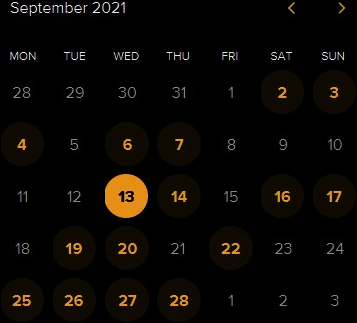 September 2021
MON TUE WED THU FRI SAT SUN
28 29 30 31 1 2 3
4 5 6 7 8 9 10
11 12 13 14 15 16 17
18 19 20 21 22 23 24
25 26 27 28 1 2 3